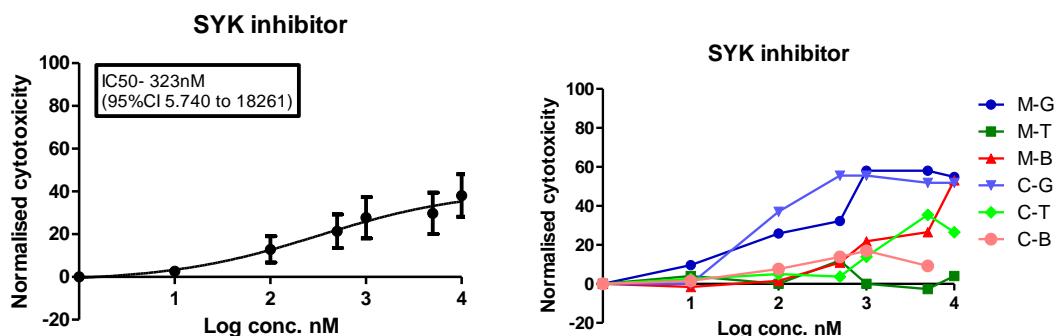 SYK inhibitor
Normalised cytotoxicity
100
80
60
40
20
0
-20
IC50- 323nM
(95%CI 5.740 to 18261)
1
2
3
4
Log conc. nM
SYK inhibitor
Normalised cytotoxicity
100
80
60
40
20
0
-20
1
2
3
4
Log conc. nM
M-G
M-T
M-B
C-G
C-T
C-B